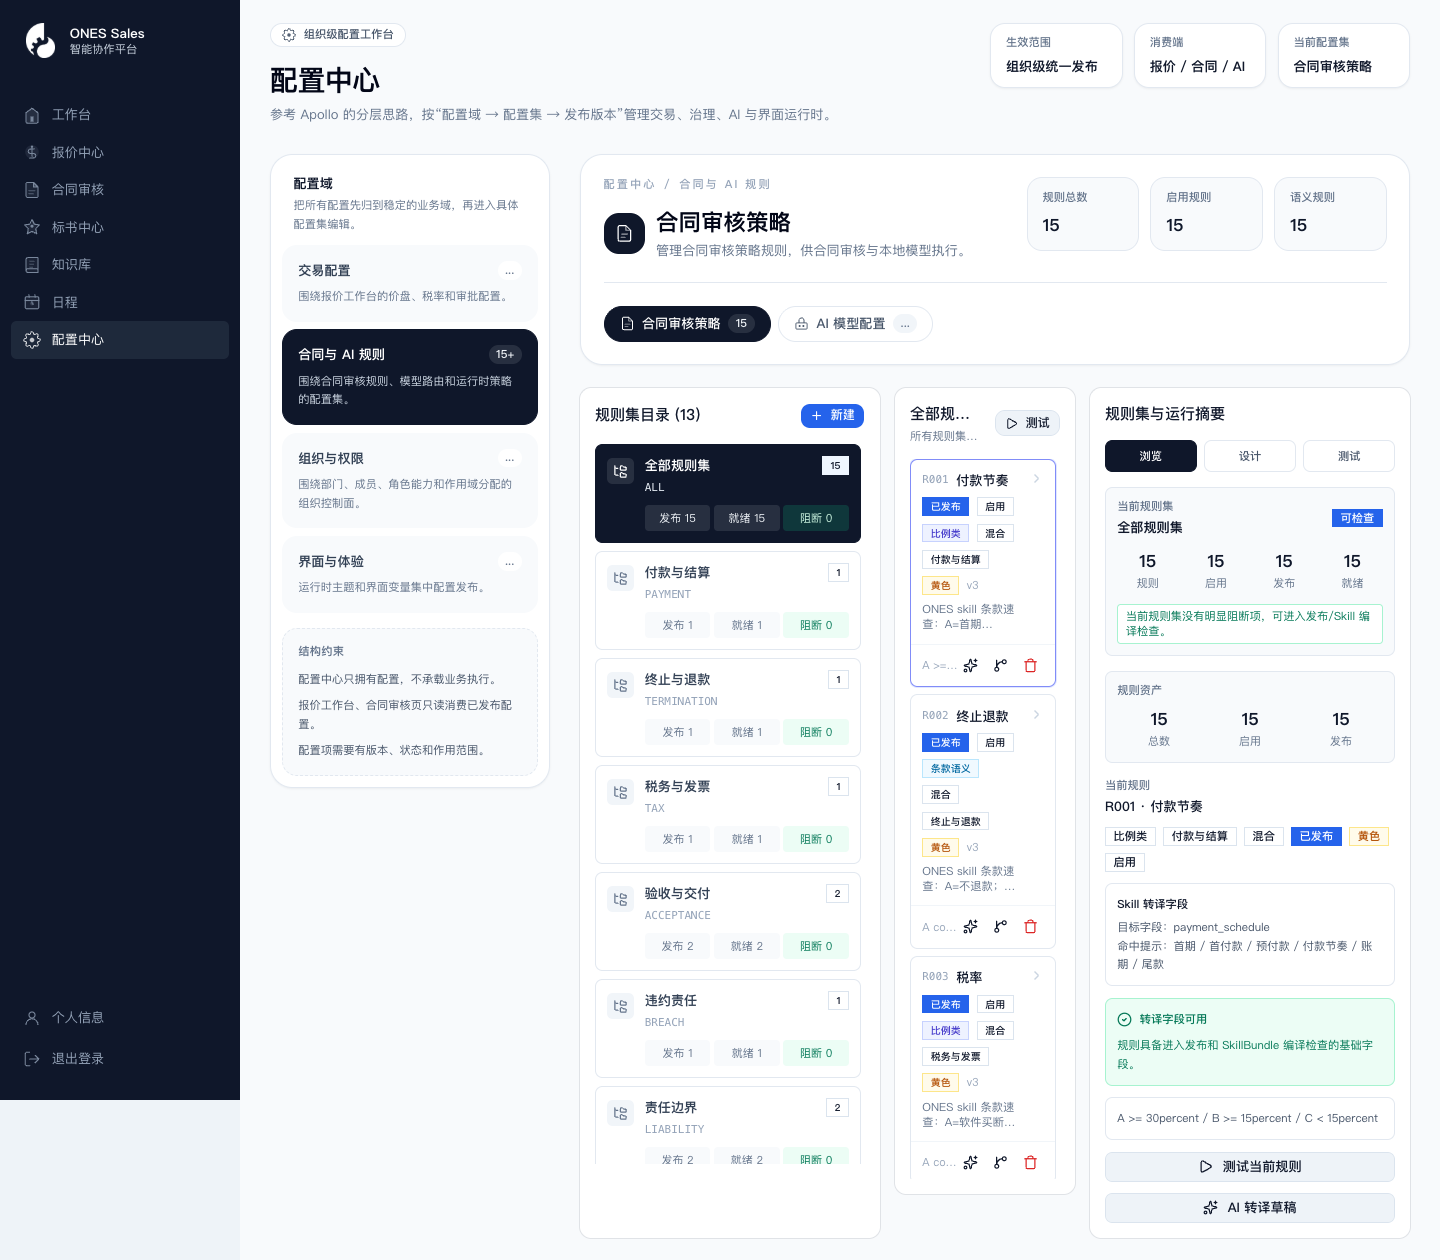 ONES Sales
智能协作平台
工作台
报价中心
合同审核
标书中心
知识库
日程
配置中心
个人信息
退出登录
组织级配置工作台
配置中心
参考 Apollo 的分层思路，按“配置域 → 配置集 → 发布版本”管理交易、治理、AI 与界面运行时。
生效范围
组织级统一发布
消费端
报价 / 合同 / AI
当前配置集
合同审核策略
配置域
把所有配置先归到稳定的业务域，再进入具体
配置集编辑。
交易配置
...
围绕报价工作台的价盘、税率和审批配置。
合同与 AI 规则
15+
围绕合同审核规则、模型路由和运行时策略
的配置集。
组织与权限
...
围绕部门、成员、角色能力和作用域分配的
组织控制面。
界面与体验
...
运行时主题和界面变量集中配置发布。
结构约束
配置中心只拥有配置，不承载业务执行。
报价工作台、合同审核页只读消费已发布配
置。
配置项需要有版本、状态和作用范围。
配置中心 / 合同与 AI 规则
合同审核策略
管理合同审核策略规则，供合同审核与本地模型执行。
规则总数
15
启用规则
15
语义规则
15
合同审核策略 15
AI 模型配置 ...
规则集目录 (13)
新建
全部规则集
15
ALL
发布 15 就绪 15 阻断 0
付款与结算
1
PAYMENT
发布 1 就绪 1 阻断 0
终止与退款
1
TERMINATION
发布 1 就绪 1 阻断 0
税务与发票
1
TAX
发布 1 就绪 1 阻断 0
验收与交付
2
ACCEPTANCE
发布 2 就绪 2 阻断 0
违约责任
1
BREACH
发布 1 就绪 1 阻断 0
责任边界
2
LIABILITY
发布 2 就绪 2 阻断 0
全部规...
所有规则集...
测试
R001 付款节奏
已发布 启用
比例类 混合
付款与结算
黄色 v3
ONES skill 条款速
查：A=首期...
A >=...
R002 终止退款
已发布 启用
条款语义
混合
终止与退款
黄色 v3
ONES skill 条款速
查：A=不退款；...
A co...
R003 税率
已发布 启用
比例类 混合
税务与发票
黄色 v3
ONES skill 条款速
查：A=软件买断...
A co...
规则集与运行摘要
浏览 设计 测试
当前规则集
全部规则集
可检查
15 15 15 15
规则 启用 发布 就绪
当前规则集没有明显阻断项，可进入发布/Skill 编
译检查。
规则资产
15 15 15
总数 启用 发布
当前规则
R001 · 付款节奏
比例类 付款与结算 混合 已发布 黄色
启用
Skill 转译字段
目标字段：payment_schedule
命中提示：首期 / 首付款 / 预付款 / 付款节奏 / 账
期 / 尾款
转译字段可用
规则具备进入发布和 SkillBundle 编译检查的基础字
段。
A >= 30percent / B >= 15percent / C < 15percent
测试当前规则
AI 转译草稿